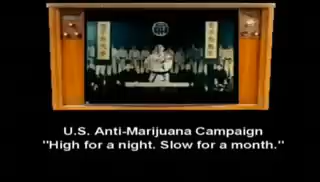 U.S. Anti-Marijuana Campaign
"High for a night. Slow for a month."